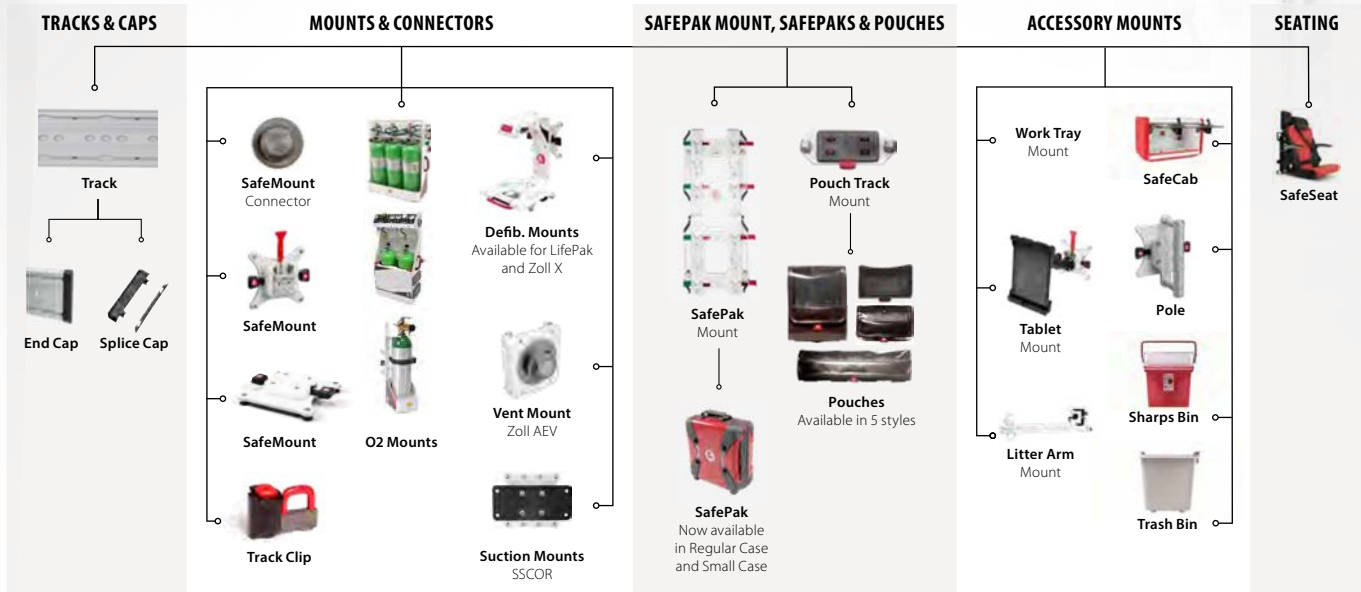 TRACKS & CAPS
MOUNTS & CONNECTORS
SAFEPAK MOUNT, SAFEPAKS & POUCHES
ACCESSORY MOUNTS
SEATING
Track
End Cap
Splice Cap
SafeMount
Connector
SafeMount
SafeMount
Track Clip
O2 Mounts
Defib. Mounts
Available for LifePak
and Zoll X
Vent Mount
Zoll AEV
Suction Mounts
SSCOR
SafePak
Mount
SafePak
Now available
in Regular Case
and Small Case
Pouch Track
Mount
Pouches
Available in 5 styles
Work Tray
Mount
Tablet
Mount
Litter Arm
Mount
SafeCab
Pole
Sharps Bin
Trash Bin
SafeSeat